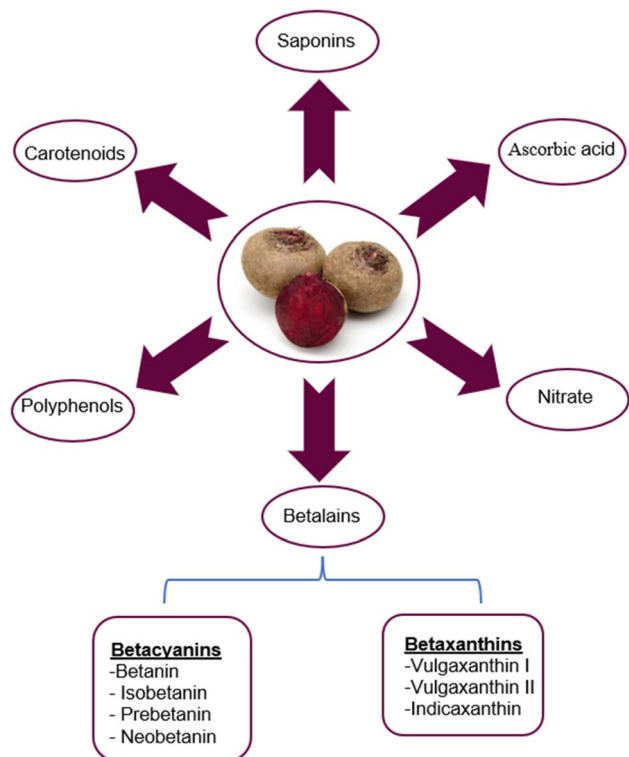 Saponins
Carotenoids
Ascorbic acid
Polyphenols
Nitrate
Betalains
Betacyanins
-Betanin
- Isobetanin
- Prebetanin
- Neobetanin
Betaxanthins
-Vulgaxanthin I
-Vulgaxanthin II
-Indicaxanthin